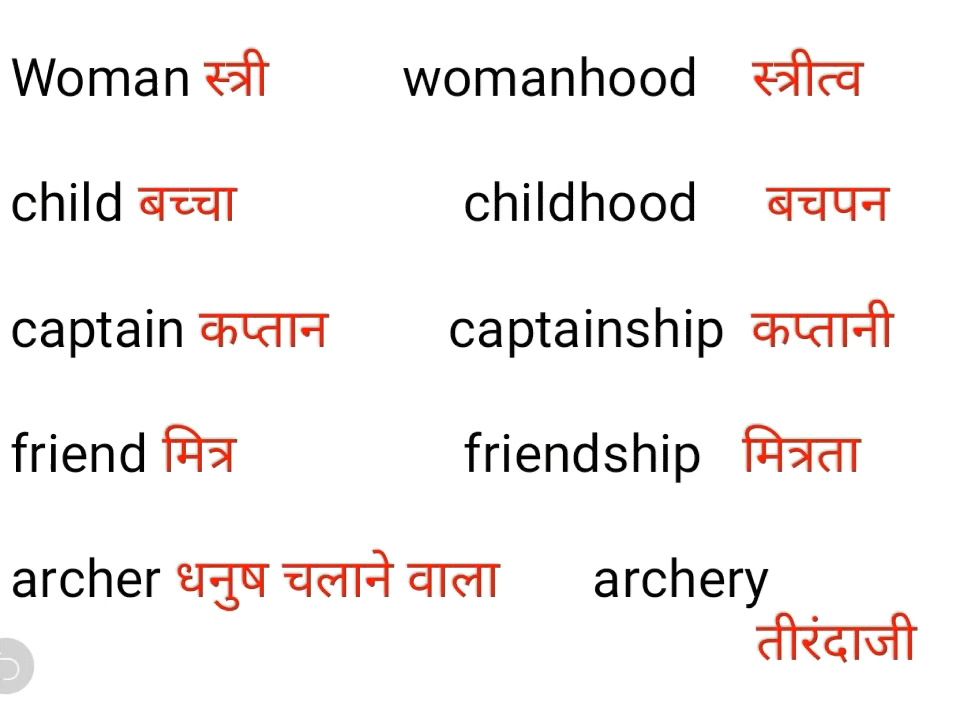 Woman स्त्री womanhood स्त्रीत्व
child बच्चा childhood बचपन
captain कप्तान captainship कप्तानी
friend मित्र friendship मित्रता
archer धनुष चलाने वाला archery
तीरंदाजी